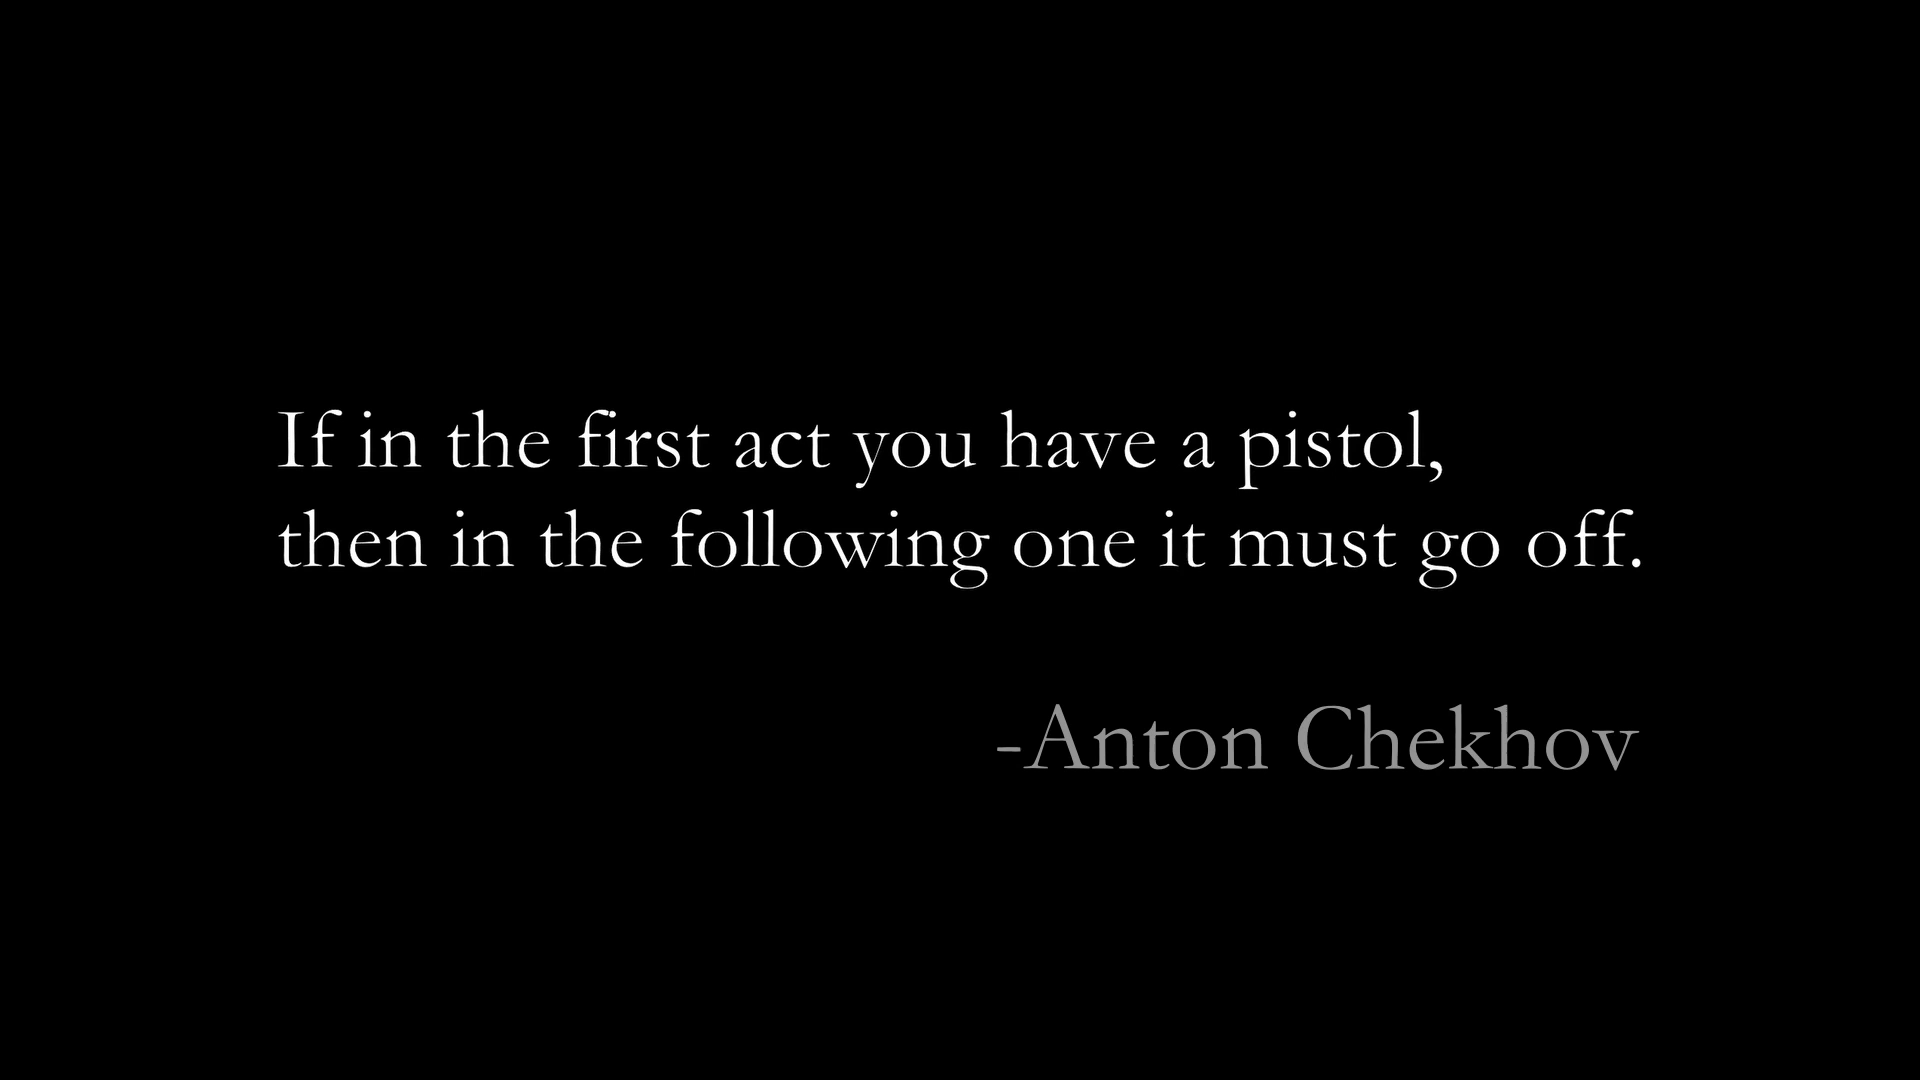 If in the first act you have a pistol,
then in the following one it must go off.
-Anton Chekhov